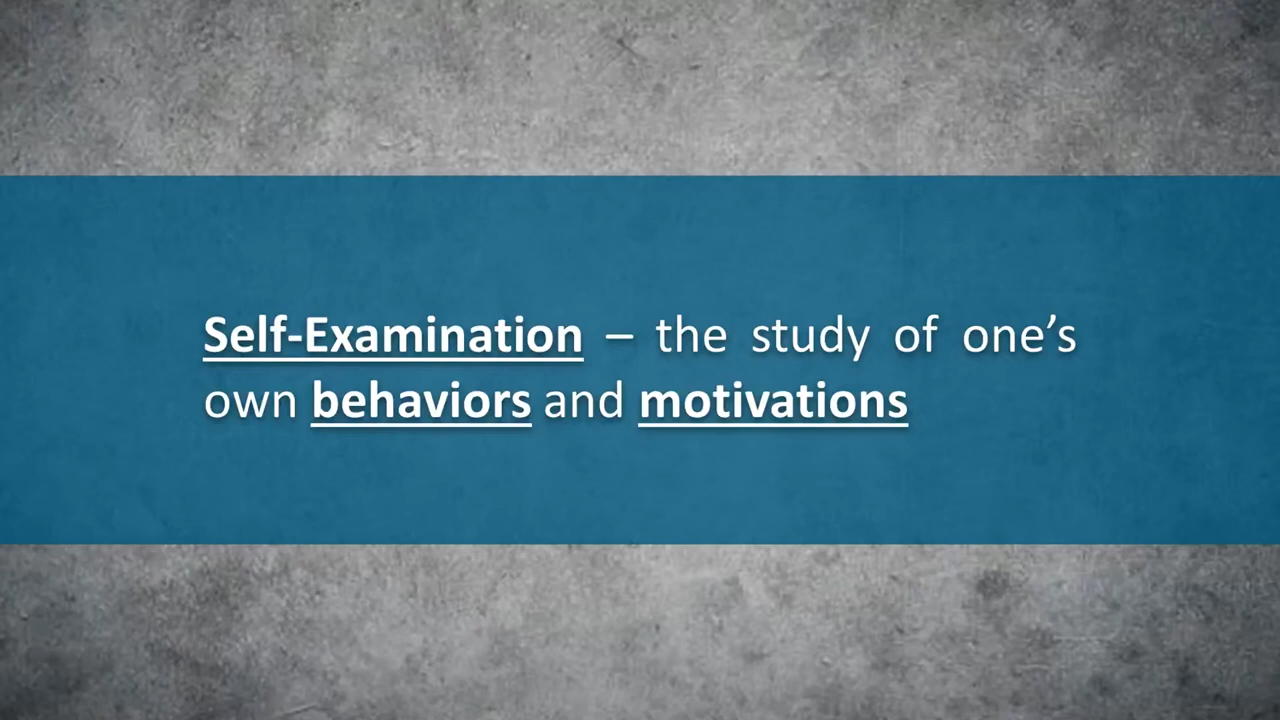 Self-Examination – the study of one’s
own behaviors and motivations